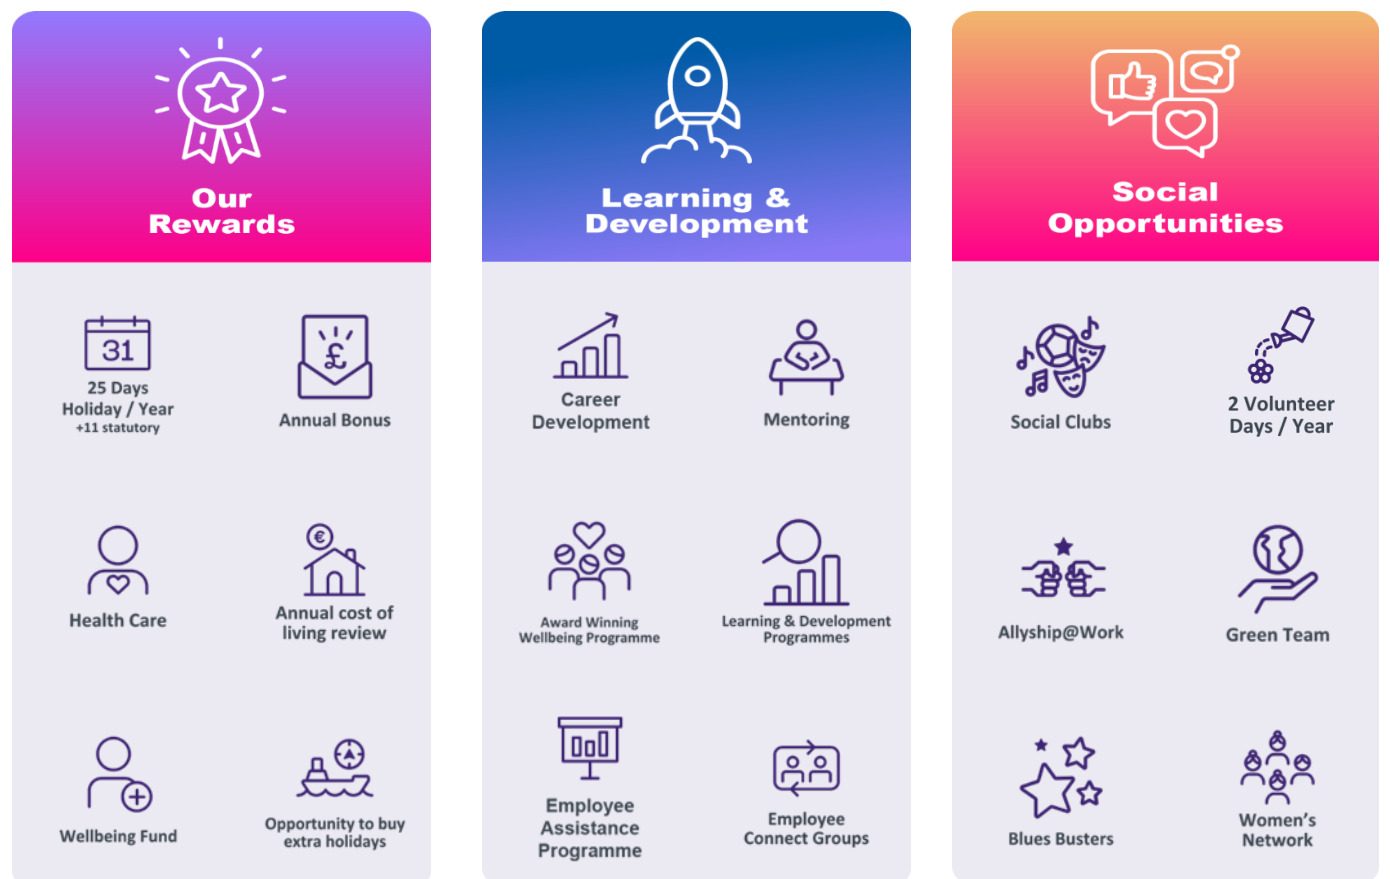 Our
Rewards
31
25 Days
Holiday / Year
+11 statutory
£
Annual Bonus
Health Care
€
Annual cost of
living review
Wellbeing Fund
Opportunity to buy
extra holidays
Learning &
Development
Career
Development
Mentoring
Award Winning
Wellbeing Programme
Learning & Development
Programmes
Employee
Assistance
Programme
Employee
Connect Groups
Social
Opportunities
Social Clubs
2 Volunteer
Days / Year
Allyship@Work
Green Team
Blues Busters
Women's
Network